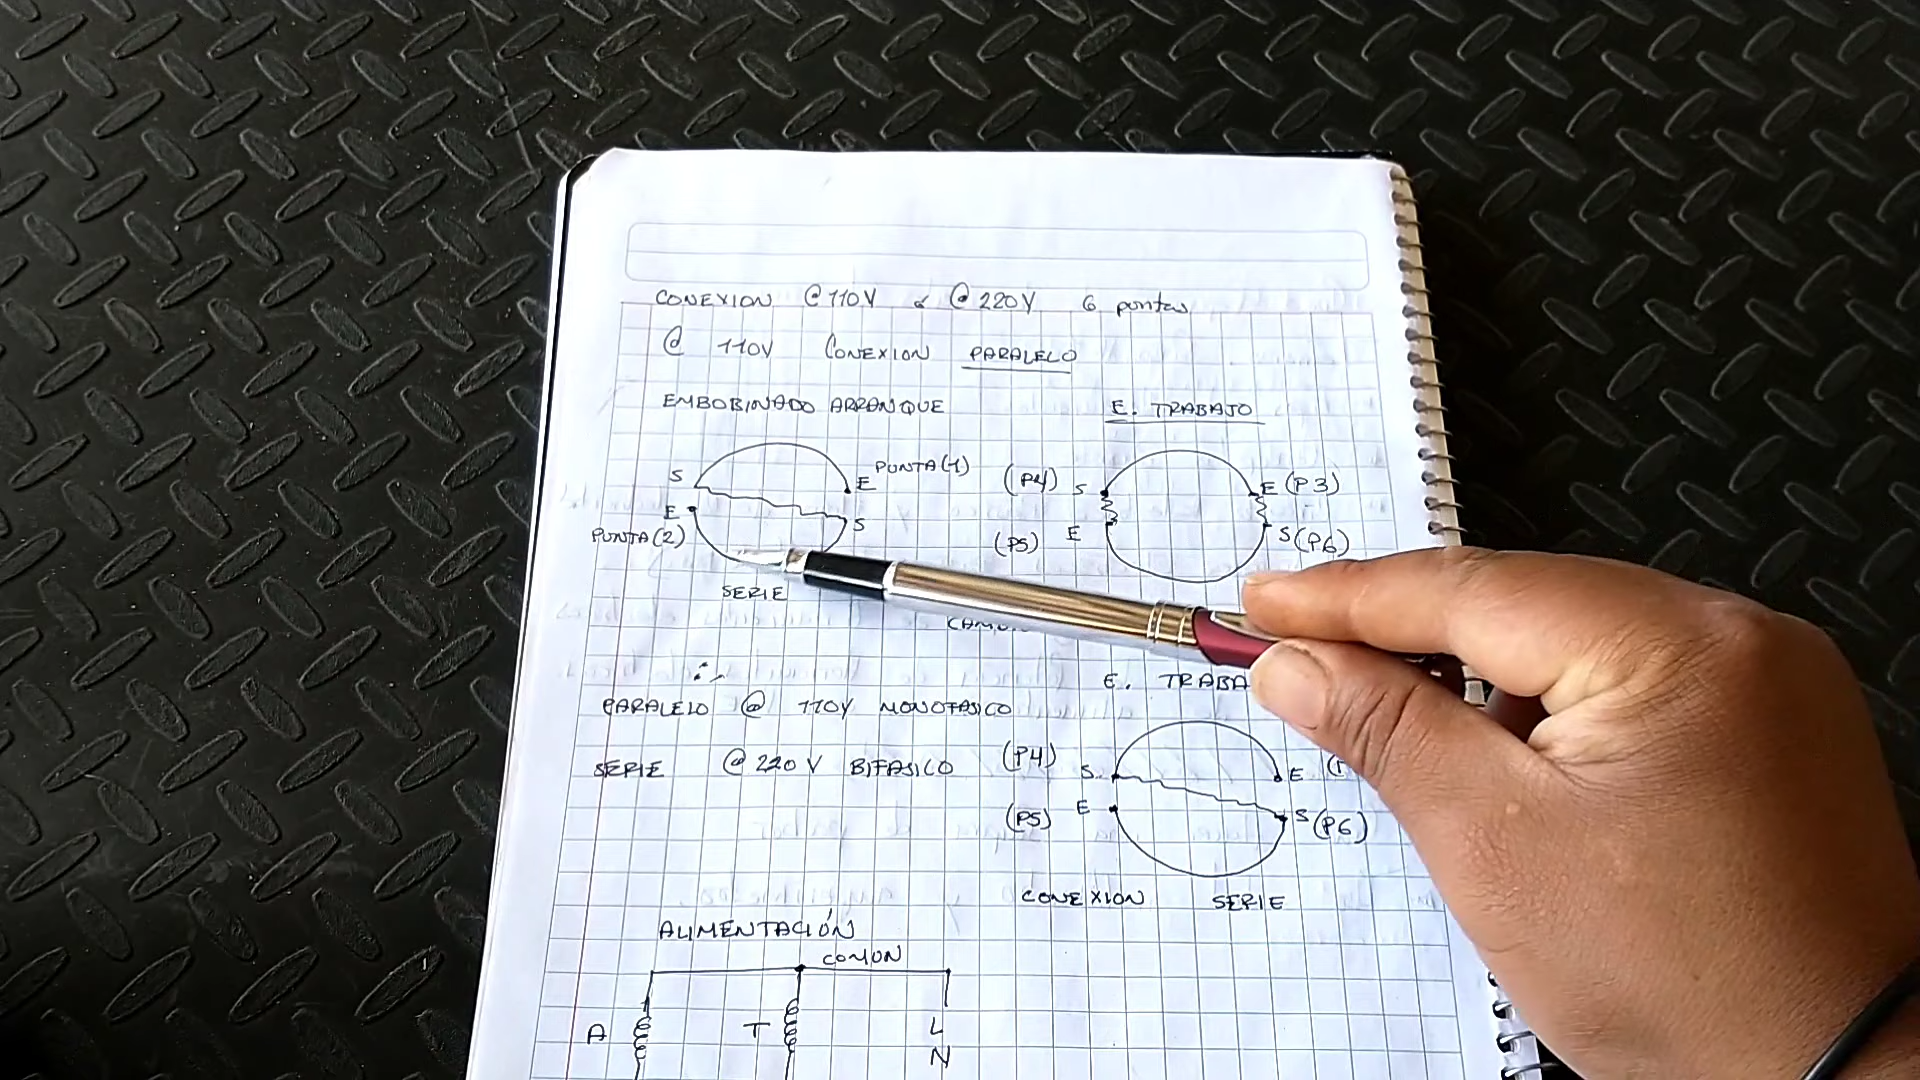 CONEXION @ 110V & @ 220V 6 puntas
@ 110V CONEXION PARALELO
EMBOBINADO ARRANQUE
S
E PUNTA(1)
E
PUNTA(2)
S
SERIE
E. TRABAJO
(P4) S
E (P3)
(P5) E
S (P6)
PARALELO @ 110V MONOFASICO
SERIE @ 220V BIFASICO
E. TRABA
(P4) S
E
(P5) E
S (P6)
CONEXION SERIE
ALIMENTACIÓN
COMUN
A
T
L
N